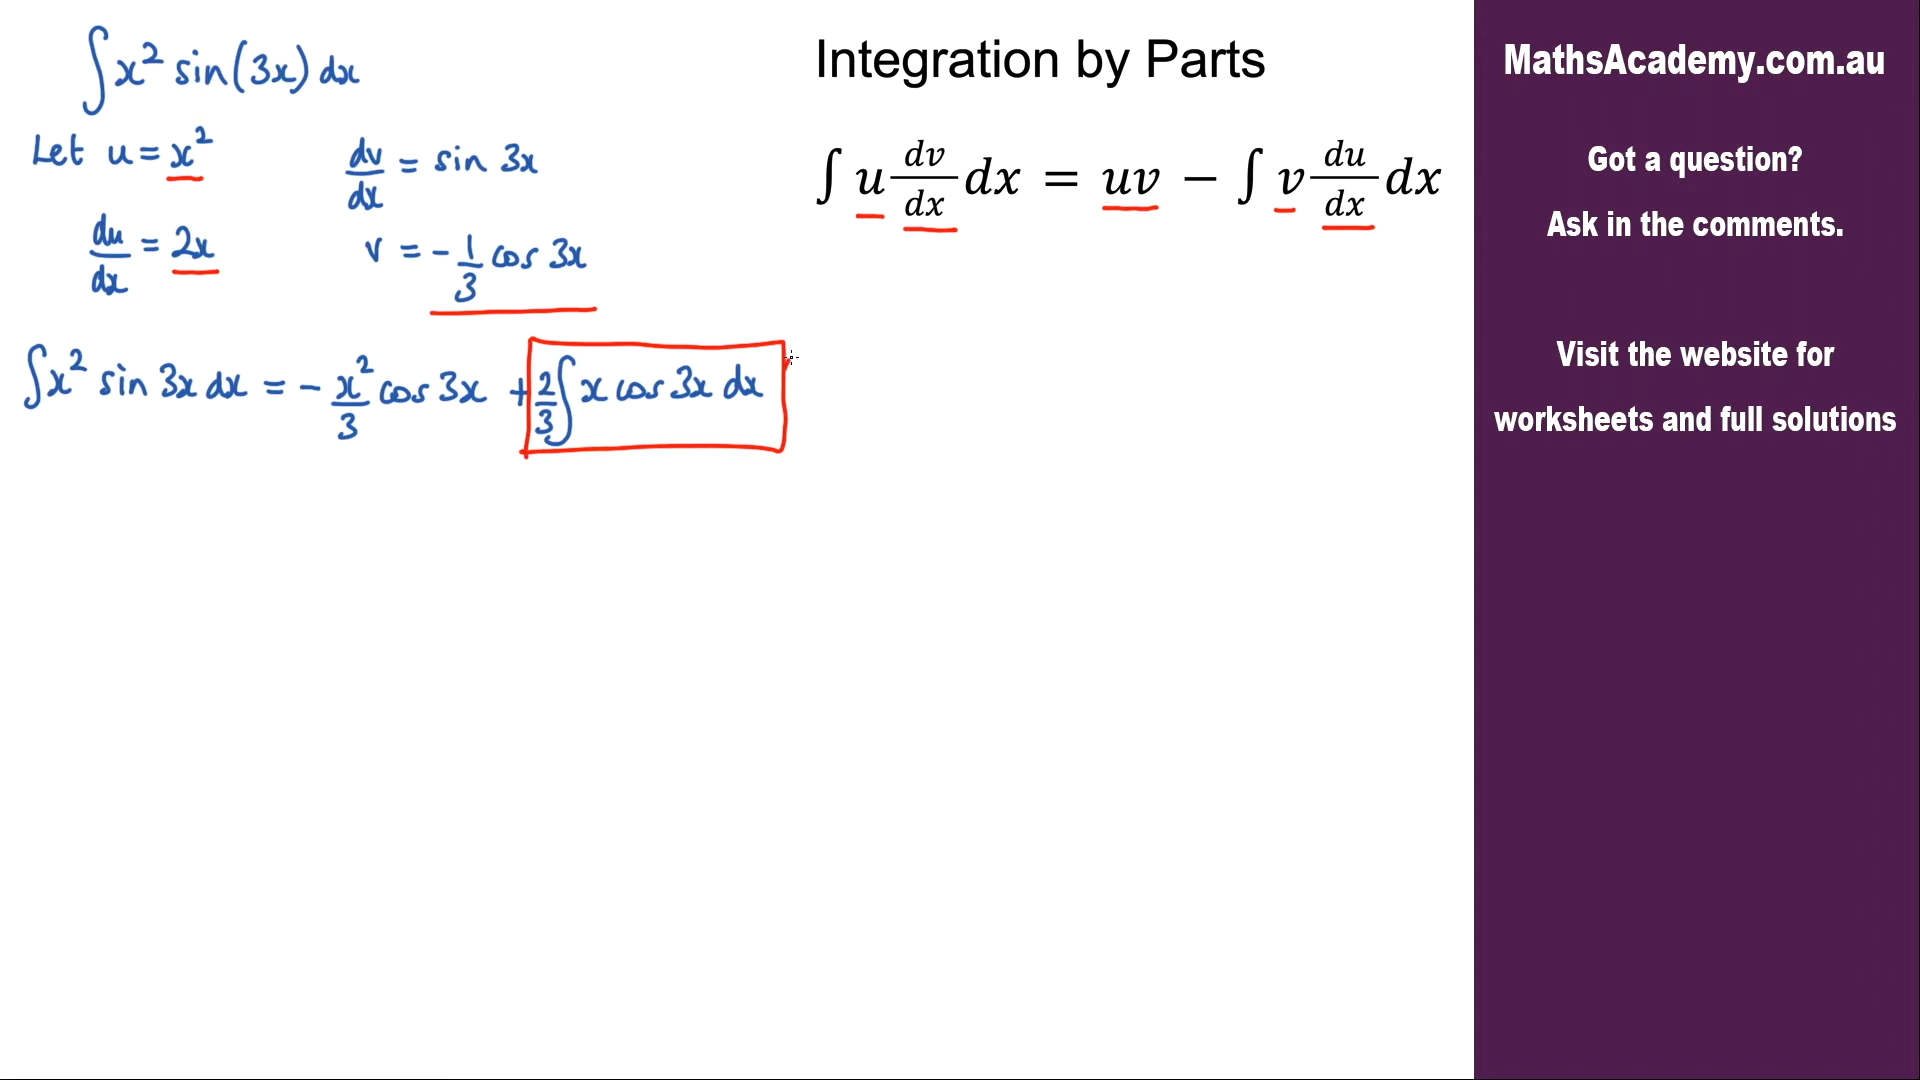 ∫x² sin(3x) dx
Let u = x²
dv/dx = sin 3x
du/dx = 2x
v = -1/3 cos 3x
∫x² sin 3x dx = - x²/3 cos 3x + 2/3 ∫x cos 3x dx
Integration by Parts
∫ u dv/dx dx = uv − ∫ v du/dx dx
MathsAcademy.com.au
Got a question?
Ask in the comments.
Visit the website for
worksheets and full solutions